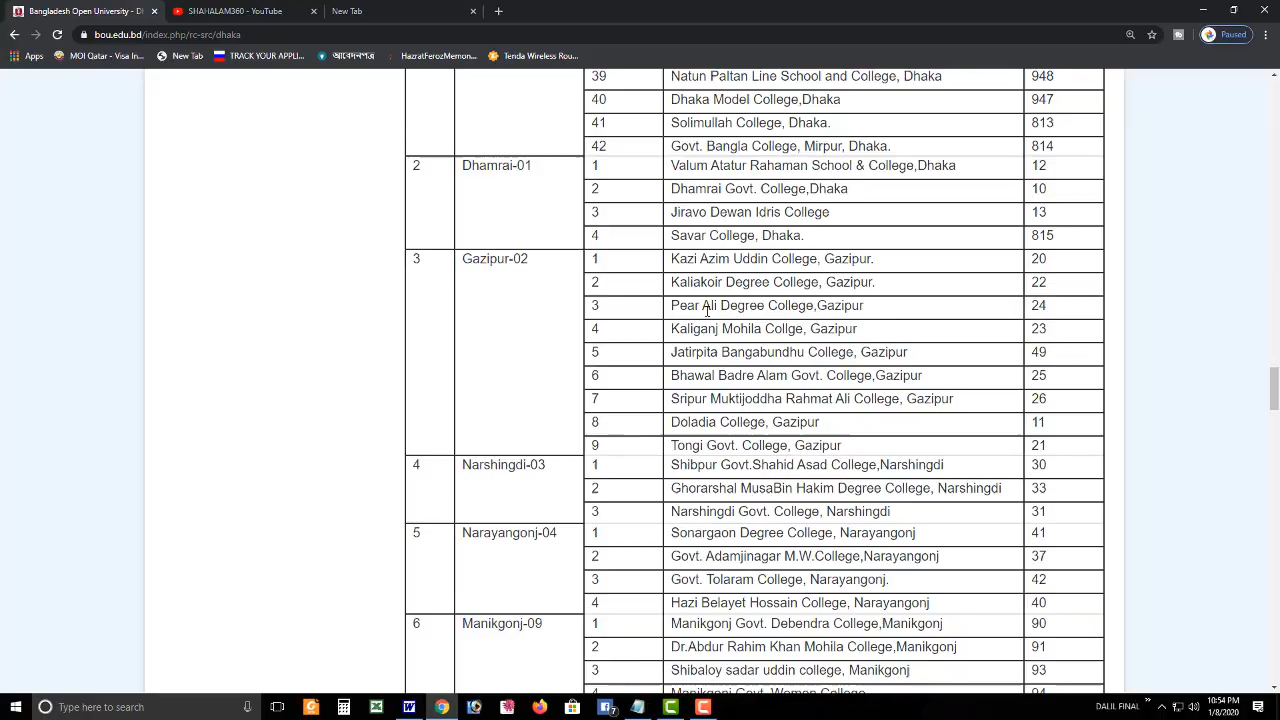 Bangladesh Open University - Di
SHAHALAM360 - YouTube
New Tab
bou.edu.bd/index.php/rc-src/dhaka
Paused
Apps
MOI Qatar - Visa In...
New Tab
TRACK YOUR APPLI...
আবেদনপত্র
HazratFerozMemon...
Tenda Wireless Rou...
39 Natun Paltan Line School and College, Dhaka 948
40 Dhaka Model College,Dhaka 947
41 Solimullah College, Dhaka. 813
42 Govt. Bangla College, Mirpur, Dhaka. 814
2 Dhamrai-01 1 Valum Atatur Rahaman School & College,Dhaka 12
2 Dhamrai Govt. College,Dhaka 10
3 Jiravo Dewan Idris College 13
4 Savar College, Dhaka. 815
3 Gazipur-02 1 Kazi Azim Uddin College, Gazipur. 20
2 Kaliakoir Degree College, Gazipur. 22
3 Pear Ali Degree College,Gazipur 24
4 Kaliganj Mohila Collge, Gazipur 23
5 Jatirpita Bangabundhu College, Gazipur 49
6 Bhawal Badre Alam Govt. College,Gazipur 25
7 Sripur Muktijoddha Rahmat Ali College, Gazipur 26
8 Doladia College, Gazipur 11
9 Tongi Govt. College, Gazipur 21
4 Narshingdi-03 1 Shibpur Govt.Shahid Asad College,Narshingdi 30
2 Ghorarshal MusaBin Hakim Degree College, Narshingdi 33
3 Narshingdi Govt. College, Narshingdi 31
5 Narayangonj-04 1 Sonargaon Degree College, Narayangonj 41
2 Govt. Adamjinagar M.W.College,Narayangonj 37
3 Govt. Tolaram College, Narayangonj. 42
4 Hazi Belayet Hossain College, Narayangonj 40
6 Manikgonj-09 1 Manikgonj Govt. Debendra College,Manikgonj 90
2 Dr.Abdur Rahim Khan Mohila College,Manikgonj 91
3 Shibaloy sadar uddin college, Manikgonj 93
4 Manikgonj Govt. Women College 94
Type here to search
7
DALIL FINAL
10:54 PM
1/8/2020